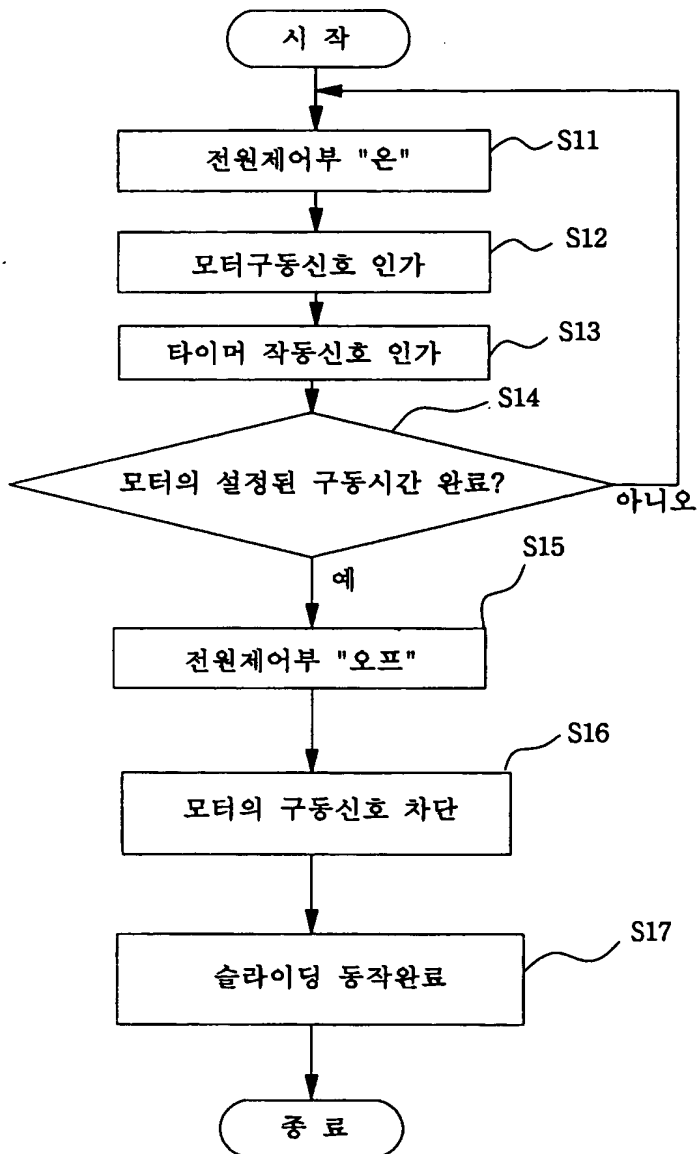 시 작
전원제어부 "온"
S11
모터구동신호 인가
S12
타이머 작동신호 인가
S13
S14
모터의 설정된 구동시간 완료?
아니오
예
S15
전원제어부 "오프"
S16
모터의 구동신호 차단
S17
슬라이딩 동작완료
종 료